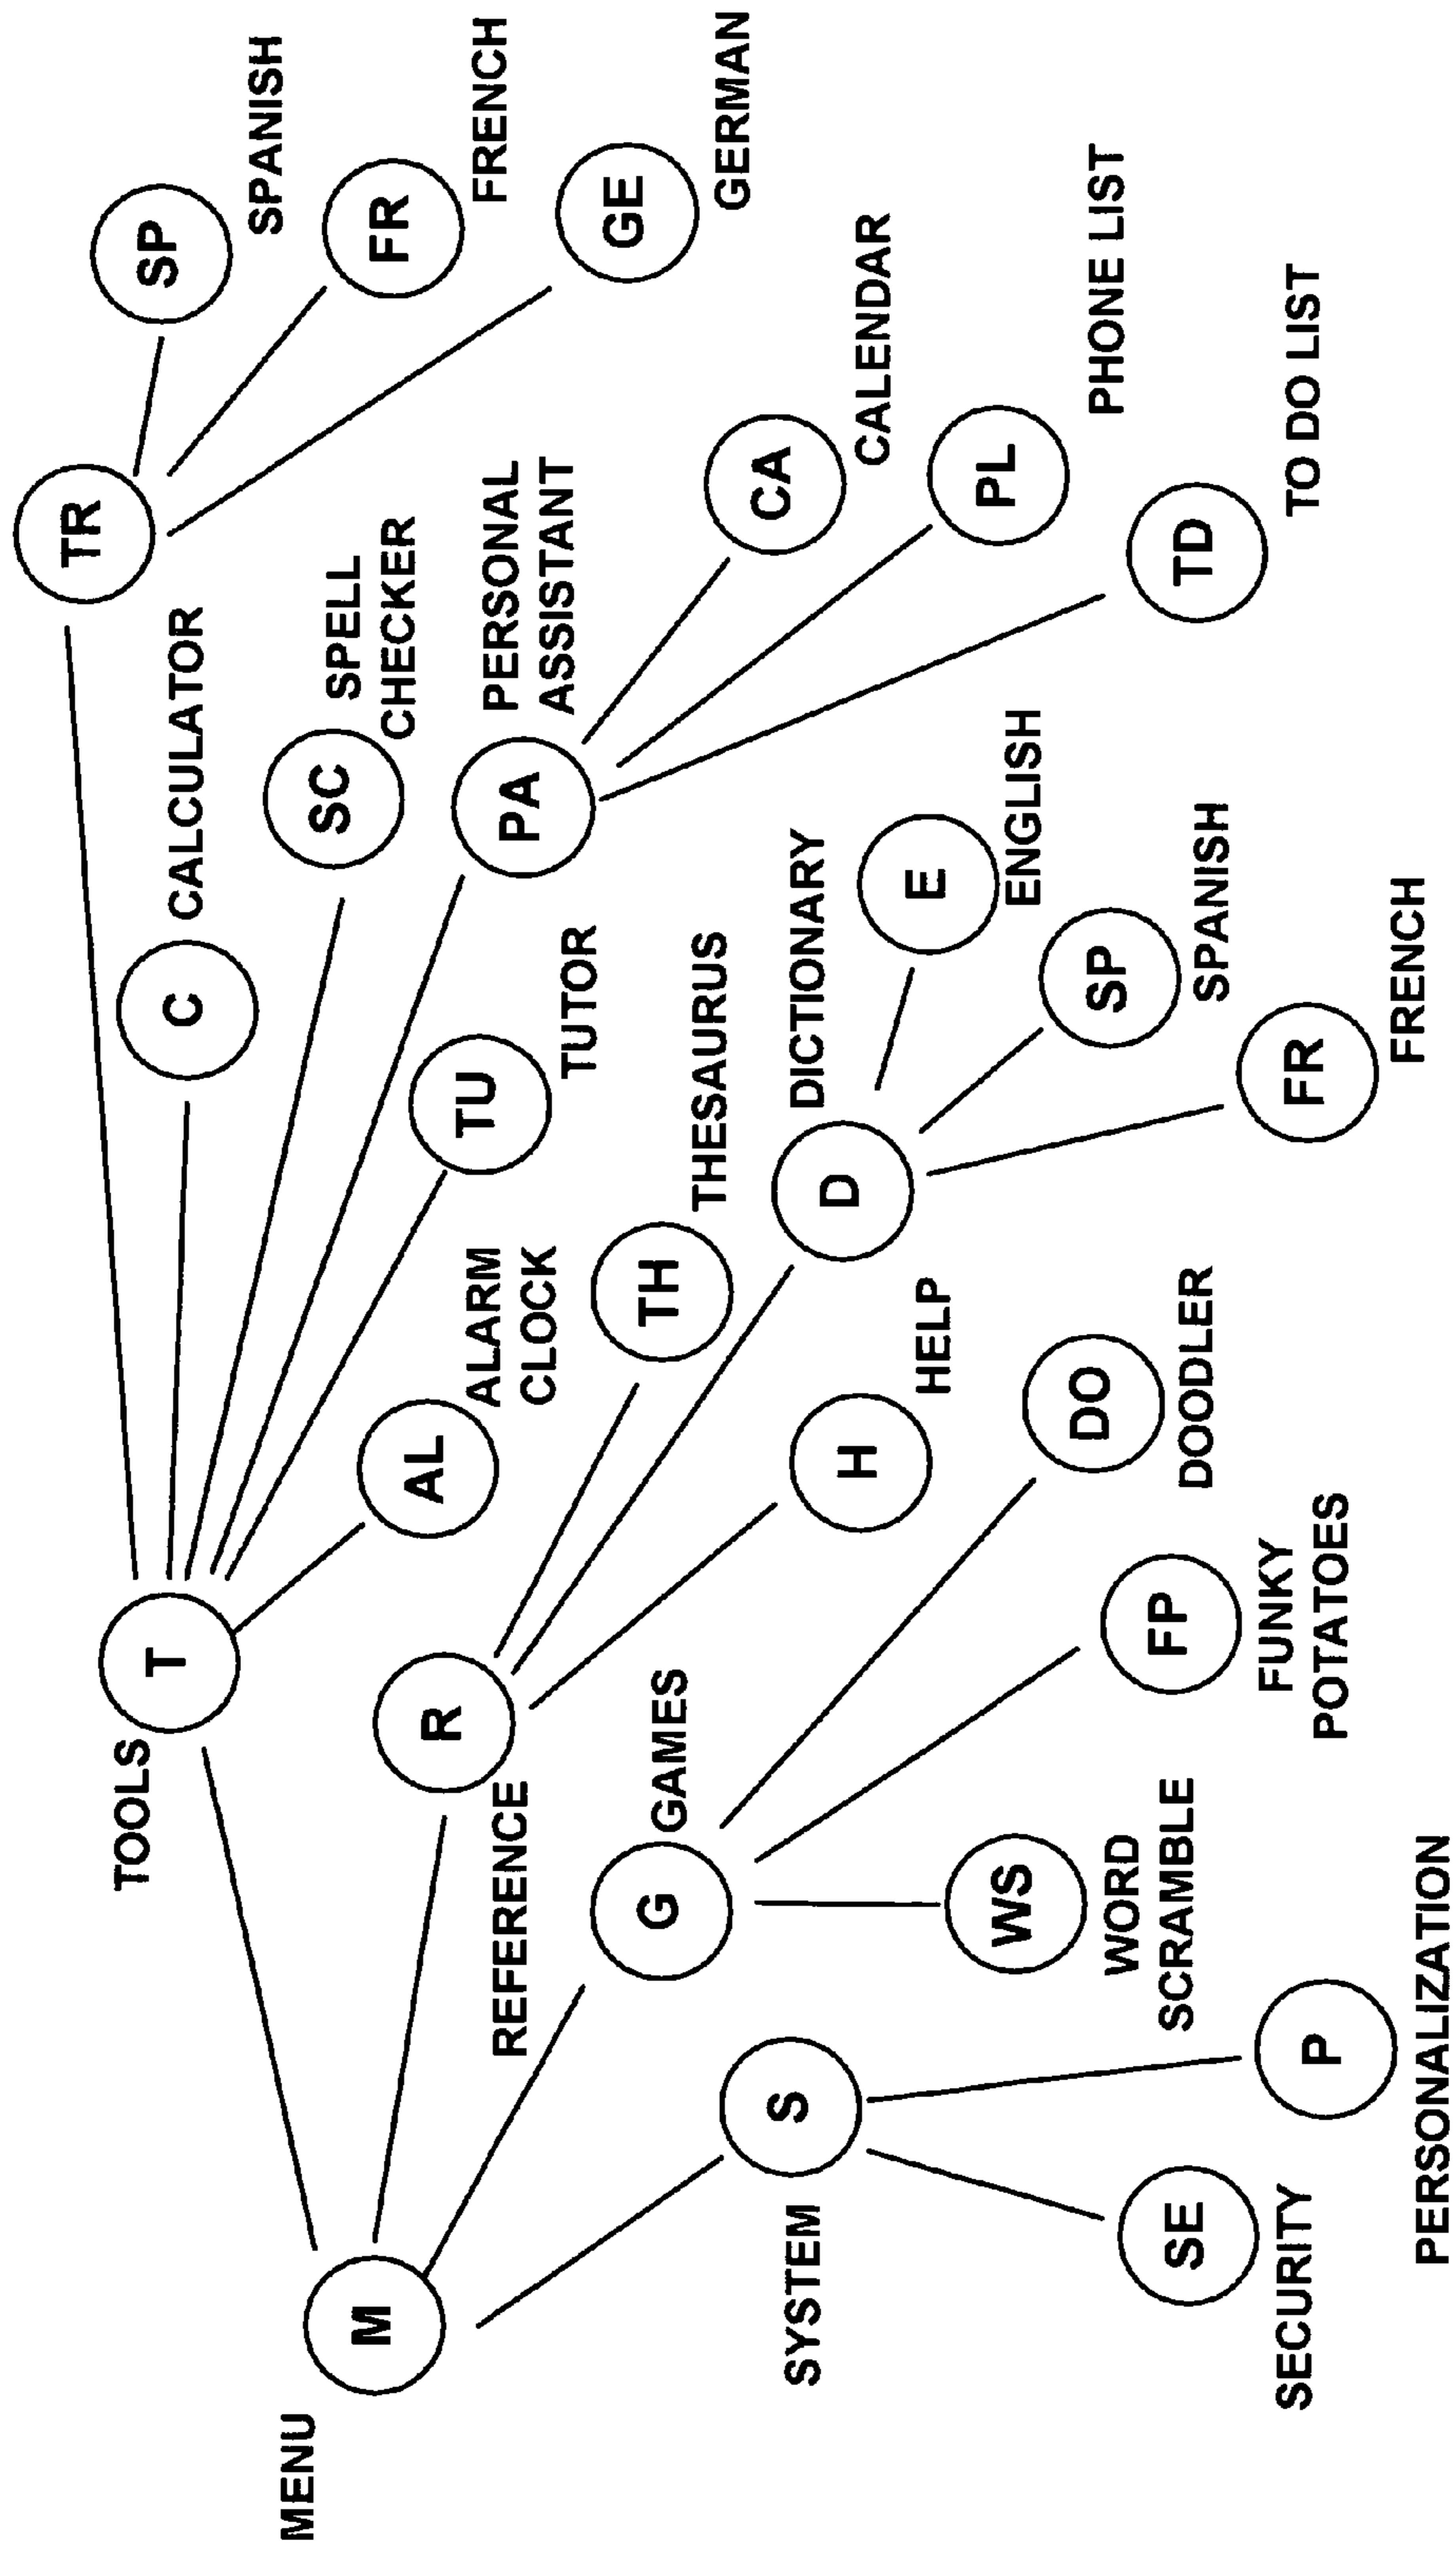 MENU
M
TOOLS
T
TR
SP
SPANISH
FR
FRENCH
GE
GERMAN
C
CALCULATOR
SC
SPELL
CHECKER
PA
PERSONAL
ASSISTANT
CA
CALENDAR
PL
PHONE LIST
TD
TO DO LIST
TU
TUTOR
AL
ALARM
CLOCK
R
REFERENCE
TH
THESAURUS
D
DICTIONARY
E
ENGLISH
SP
SPANISH
FR
FRENCH
H
HELP
G
GAMES
DO
DOODLER
FP
FUNKY
POTATOES
WS
WORD
SCRAMBLE
S
SYSTEM
SE
SECURITY
P
PERSONALIZATION